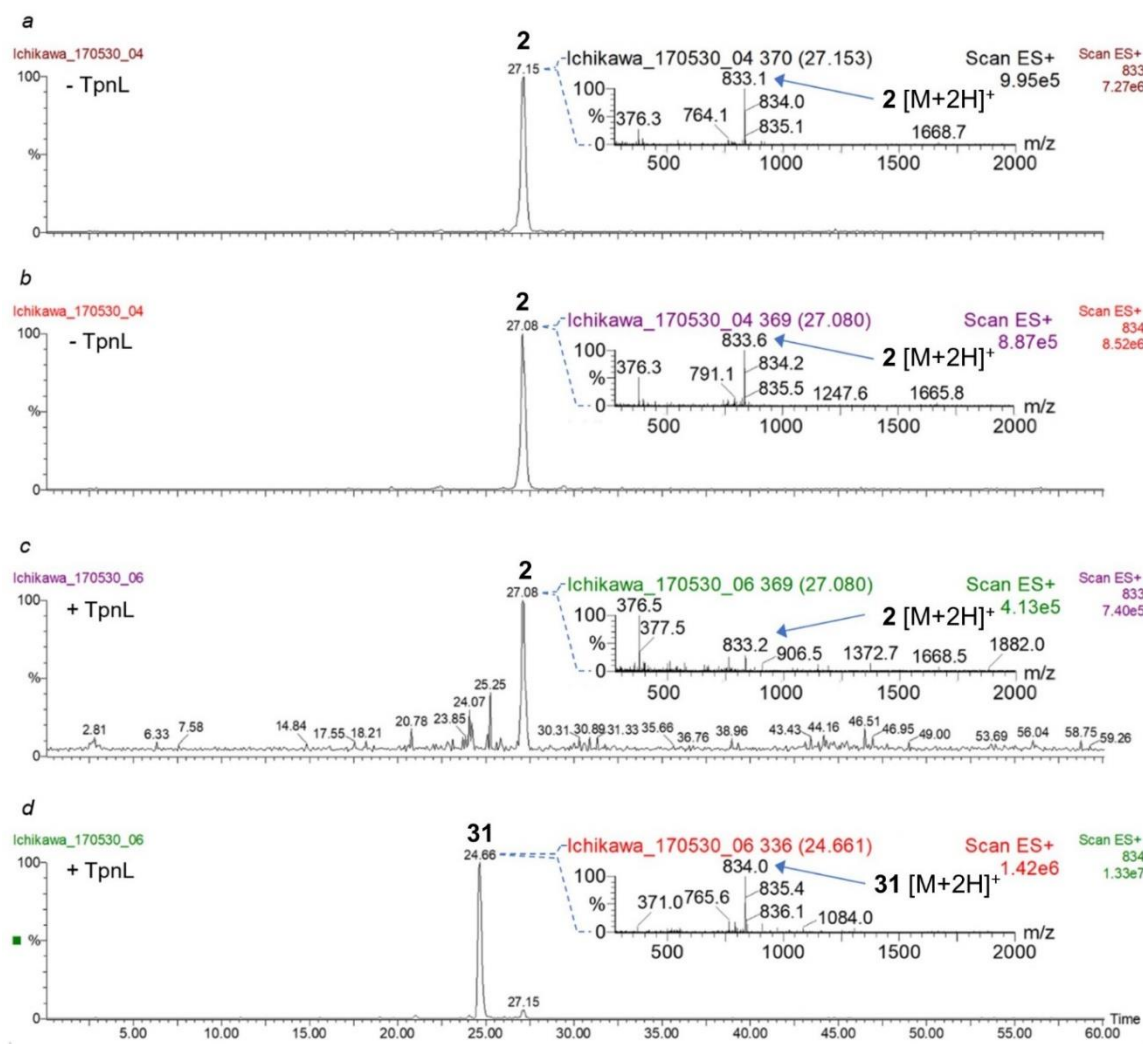 a
Ichikawa_170530_04
- TpnL
2
27.15
Ichikawa_170530_04 370 (27.153)
Scan ES+
9.95e5
Scan ES+
833
7.27e6
100
%
0
100
%
0
833.1
834.0
835.1
376.3
764.1
1668.7
2 [M+2H]+
500 1000 1500 2000 m/z
b
Ichikawa_170530_04
- TpnL
2
27.08
Ichikawa_170530_04 369 (27.080)
Scan ES+
8.87e5
Scan ES+
834
8.52e6
100
%
0
100
%
0
833.6
834.2
835.5
376.3
791.1
1247.6
1665.8
2 [M+2H]+
500 1000 1500 2000 m/z
c
Ichikawa_170530_06
+ TpnL
2
27.08
Ichikawa_170530_06 369 (27.080)
Scan ES+
4.13e5
Scan ES+
833
7.40e5
100
%
0
100
%
0
376.5
377.5
833.2
906.5
1372.7
1668.5
1882.0
2 [M+2H]+
500 1000 1500 2000 m/z
2.81 6.33 7.58 14.84 17.55 18.21 20.78 23.85 24.07 25.25 30.31 30.89 31.33 35.66 36.76 38.96 43.43 44.16 46.51 46.95 49.00 53.69 56.04 58.75 59.26
d
Ichikawa_170530_06
+ TpnL
31
24.66
Ichikawa_170530_06 336 (24.661)
Scan ES+
1.42e6
Scan ES+
834
1.33e7
100
%
0
100
%
0
834.0
835.4
836.1
371.0
765.6
1084.0
31 [M+2H]+
500 1000 1500 2000 m/z
27.15
5.00 10.00 15.00 20.00 25.00 30.00 35.00 40.00 45.00 50.00 55.00 60.00 Time